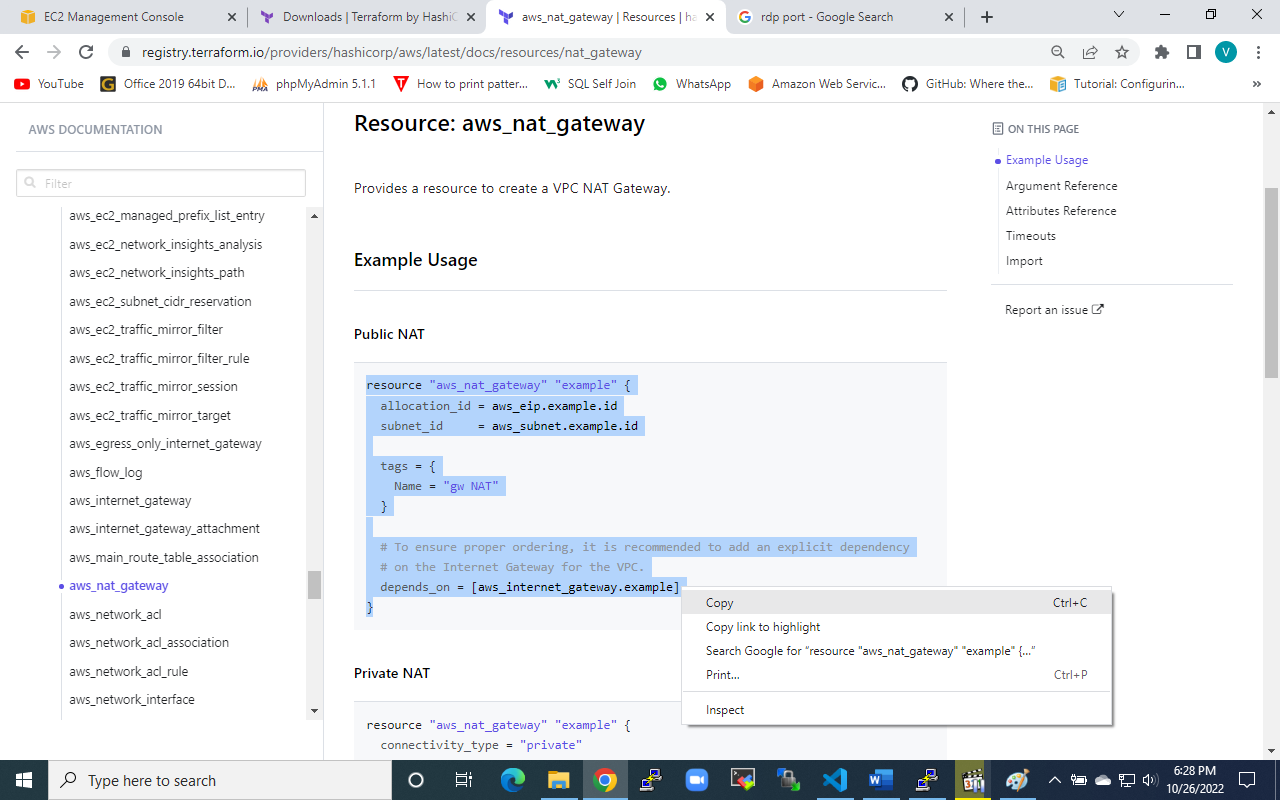 EC2 Management Console
Downloads | Terraform by HashiC
aws_nat_gateway | Resources | ha
rdp port - Google Search
registry.terraform.io/providers/hashicorp/aws/latest/docs/resources/nat_gateway
V
YouTube
Office 2019 64bit D...
phpMyAdmin 5.1.1
How to print patter...
SQL Self Join
WhatsApp
Amazon Web Servic...
GitHub: Where the...
Tutorial: Configurin...
»
AWS DOCUMENTATION
Filter
aws_ec2_managed_prefix_list_entry
aws_ec2_network_insights_analysis
aws_ec2_network_insights_path
aws_ec2_subnet_cidr_reservation
aws_ec2_traffic_mirror_filter
aws_ec2_traffic_mirror_filter_rule
aws_ec2_traffic_mirror_session
aws_ec2_traffic_mirror_target
aws_egress_only_internet_gateway
aws_flow_log
aws_internet_gateway
aws_internet_gateway_attachment
aws_main_route_table_association
aws_nat_gateway
aws_network_acl
aws_network_acl_association
aws_network_acl_rule
aws_network_interface
Resource: aws_nat_gateway
Provides a resource to create a VPC NAT Gateway.
Example Usage
Public NAT
resource "aws_nat_gateway" "example" {
allocation_id = aws_eip.example.id
subnet_id     = aws_subnet.example.id
tags = {
Name = "gw NAT"
}
# To ensure proper ordering, it is recommended to add an explicit dependency
# on the Internet Gateway for the VPC.
depends_on = [aws_internet_gateway.example]
}
Private NAT
resource "aws_nat_gateway" "example" {
connectivity_type = "private"
Copy Ctrl+C
Copy link to highlight
Search Google for “resource "aws_nat_gateway" "example" {...”
Print... Ctrl+P
Inspect
ON THIS PAGE
Example Usage
Argument Reference
Attributes Reference
Timeouts
Import
Report an issue
Type here to search
6:28 PM
10/26/2022